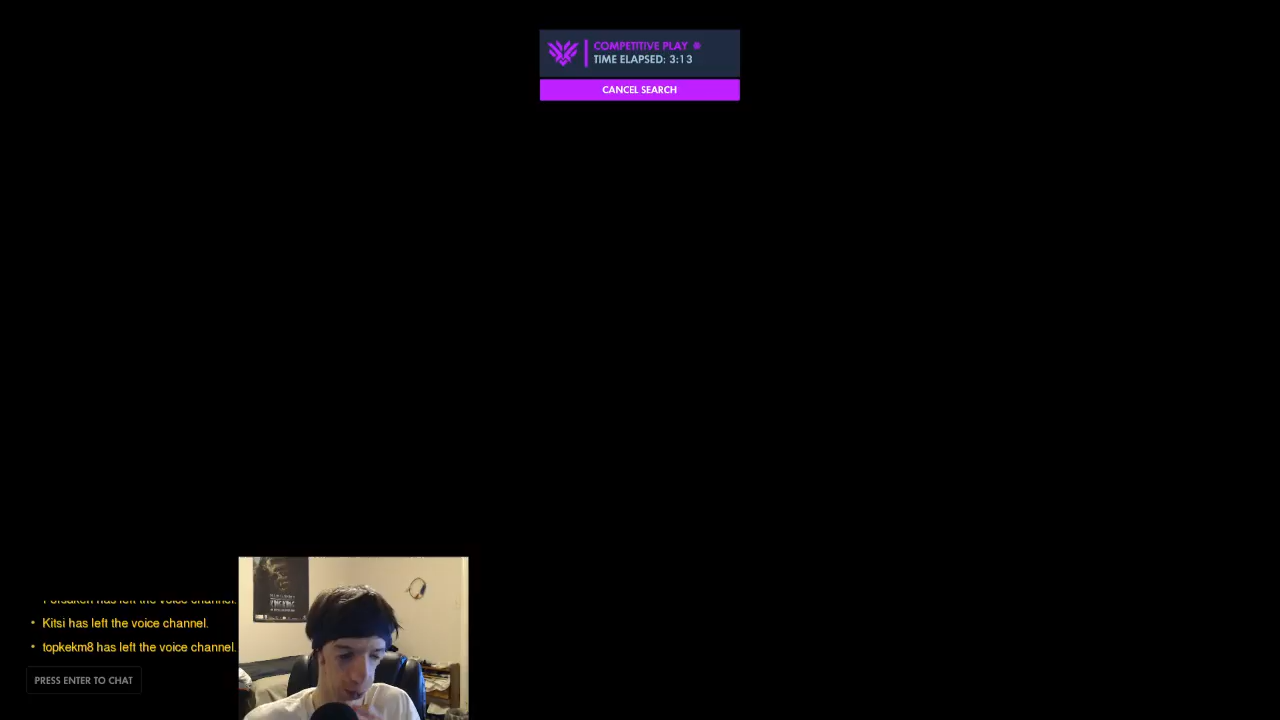 COMPETITIVE PLAY
TIME ELAPSED: 3:13
CANCEL SEARCH
has left the voice channel.
• Kitsi has left the voice channel.
• topkekm8 has left the voice channel.
PRESS ENTER TO CHAT